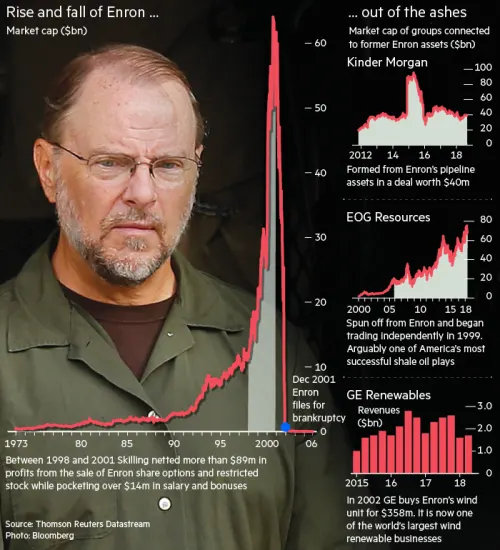 Rise and fall of Enron ...
Market cap ($bn)
60
50
40
30
20
10
0
Dec 2001
Enron
files for
bankruptcy
1973
80
85
90
95
2000
06
Between 1998 and 2001 Skilling netted more than $89m in
profits from the sale of Enron share options and restricted
stock while pocketing over $14m in salary and bonuses
Source: Thomson Reuters Datastream
Photo: Bloomberg
... out of the ashes
Market cap of groups connected
to former Enron assets ($bn)
Kinder Morgan
100
80
60
40
20
0
2012
14
16
18
Formed from Enron's pipeline
assets in a deal worth $40m
EOG Resources
80
60
40
20
0
2000
05
10
15
18
Spun off from Enron and began
trading independently in 1999.
Arguably one of America's most
successful shale oil plays
GE Renewables
Revenues
($bn)
3.0
2.0
1.0
0
2015
16
17
18
In 2002 GE buys Enron's wind
unit for $358m. It is now one
of the world's largest wind
renewable businesses